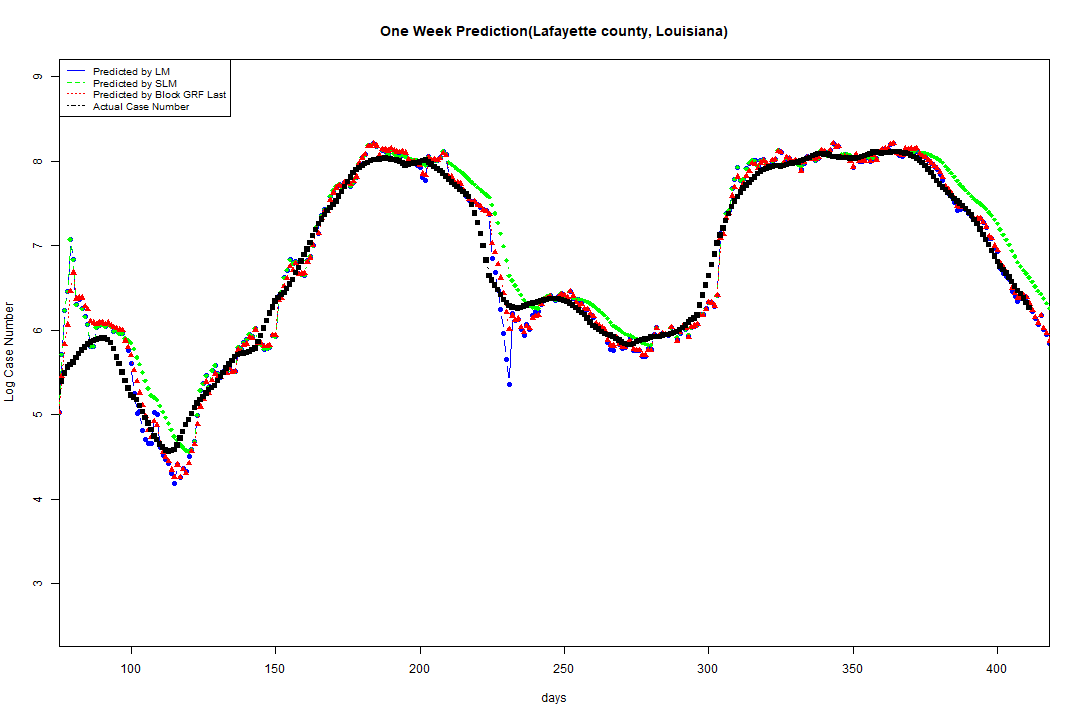 One Week Prediction(Lafayette county, Louisiana)
Predicted by LM
Predicted by SLM
Predicted by Block GRF Last
Actual Case Number
9
8
7
6
5
4
3
Log Case Number
100 150 200 250 300 350 400
days